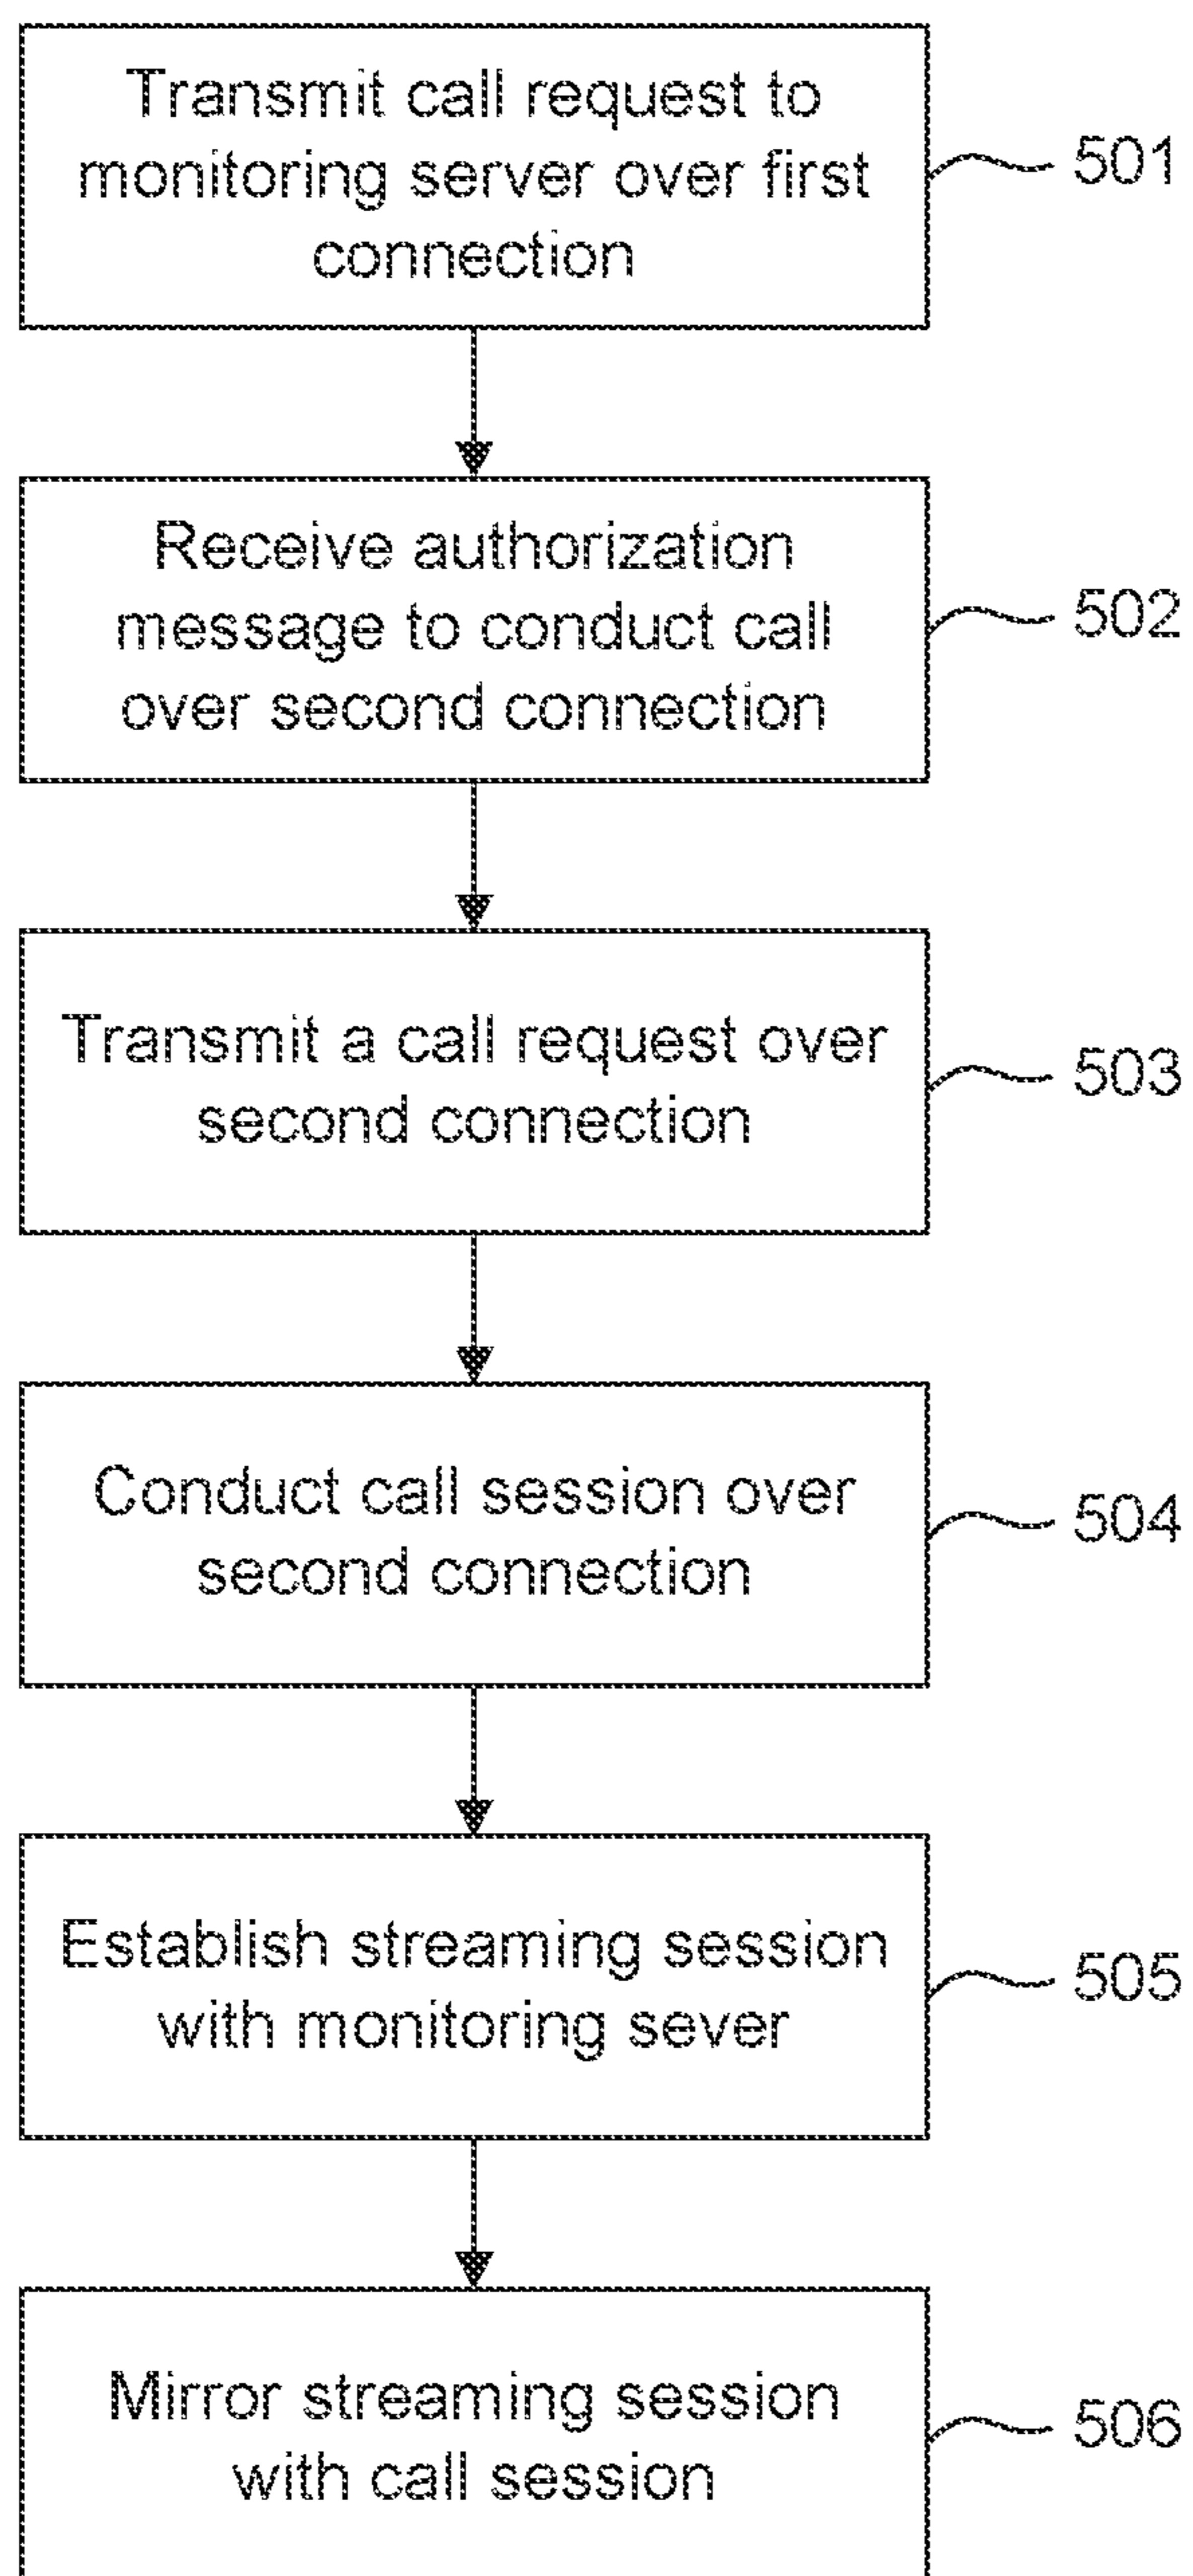 Transmit call request to
monitoring server over first
connection
501
Receive authorization
message to conduct call
over second connection
502
Transmit a call request over
second connection
503
Conduct call session over
second connection
504
Establish streaming session
with monitoring sever
505
Mirror streaming session
with call session
506